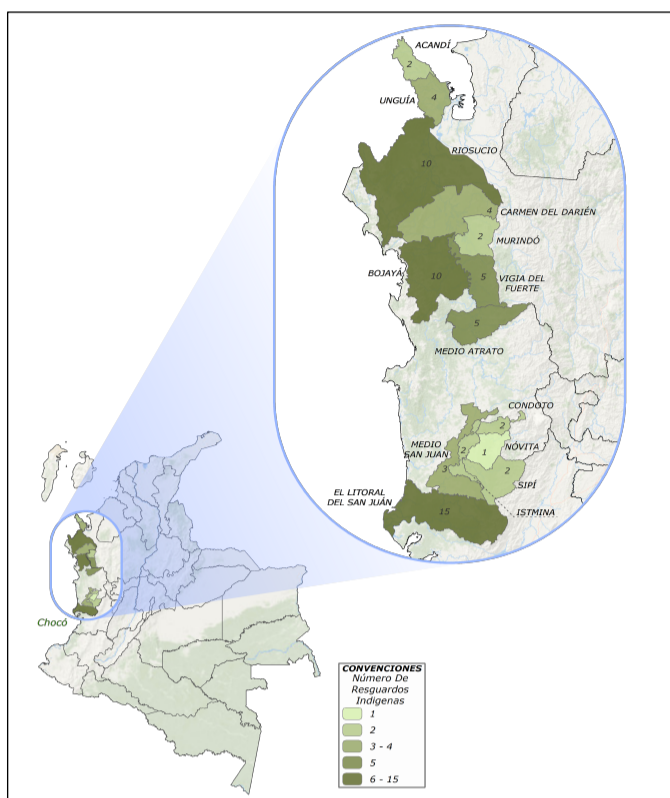 ACANDÍ
2
UNGUÍA
4
RIOSUCIO
10
4
CARMEN DEL DARIÉN
2
MURINDÓ
BOJAYÁ
10
5
VIGIA DEL
FUERTE
5
MEDIO ATRATO
CONDOTO
2
MEDIO
SAN JUAN
2
1
NÓVITA
3
2
SIPÍ
EL LITORAL
DEL SAN JUÁN
15
ISTMINA
Chocó
CONVENCIONES
Número De
Resguardos
Indigenas
1
2
3 - 4
5
6 - 15